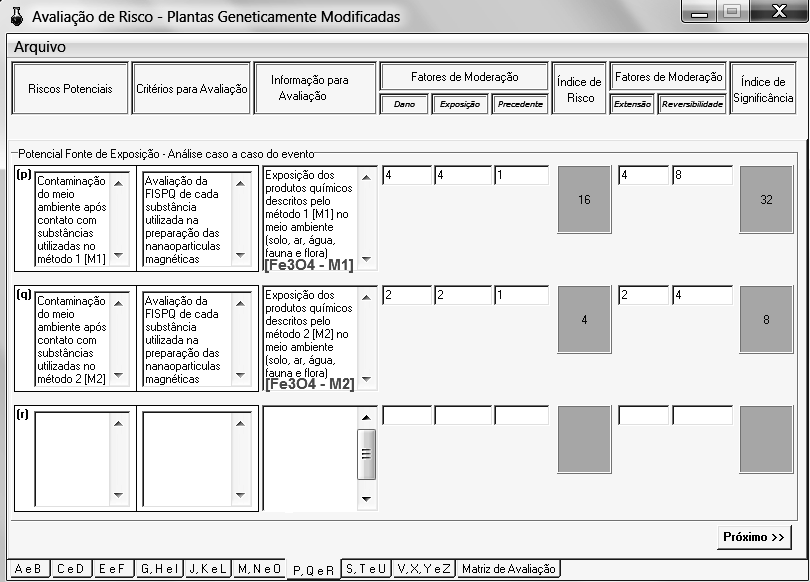 Avaliação de Risco - Plantas Geneticamente Modificadas
Arquivo
Riscos Potenciais
Critérios para Avaliação
Informação para
Avaliação
Fatores de Moderação
Dano
Exposição
Precedente
Índice de
Risco
Fatores de Moderação
Extensão
Reversibilidade
Índice de
Significância
Potencial Fonte de Exposição - Análise caso a caso do evento
(p)
Contaminação
do meio
ambiente após
contato com
substâncias
utilizadas no
método 1 [M1]
Avaliação da
FISPQ de cada
substância
utilizada na
preparação das
nanaoparticulas
magnéticas
Exposição dos
produtos químicos
descritos pelo
método 1 [M1] no
meio ambiente
(solo, ar, água,
fauna e flora)
[Fe3O4 - M1]
4
4
1
16
4
8
32
(q)
Contaminação
do meio
ambiente após
contato com
substâncias
utilizadas no
método 2 [M2]
Avaliação da
FISPQ de cada
substância
utilizada na
preparação das
nanaoparticulas
magnéticas
Exposição dos
produtos químicos
descritos pelo
método 2 [M2] no
meio ambiente
(solo, ar, água,
fauna e flora)
[Fe3O4 - M2]
2
2
1
4
2
4
8
(r)
Próximo >>
A e B
C e D
E e F
G, H e I
J, K e L
M, N e O
P, Q e R
S, T e U
V, X, Y e Z
Matriz de Avaliação